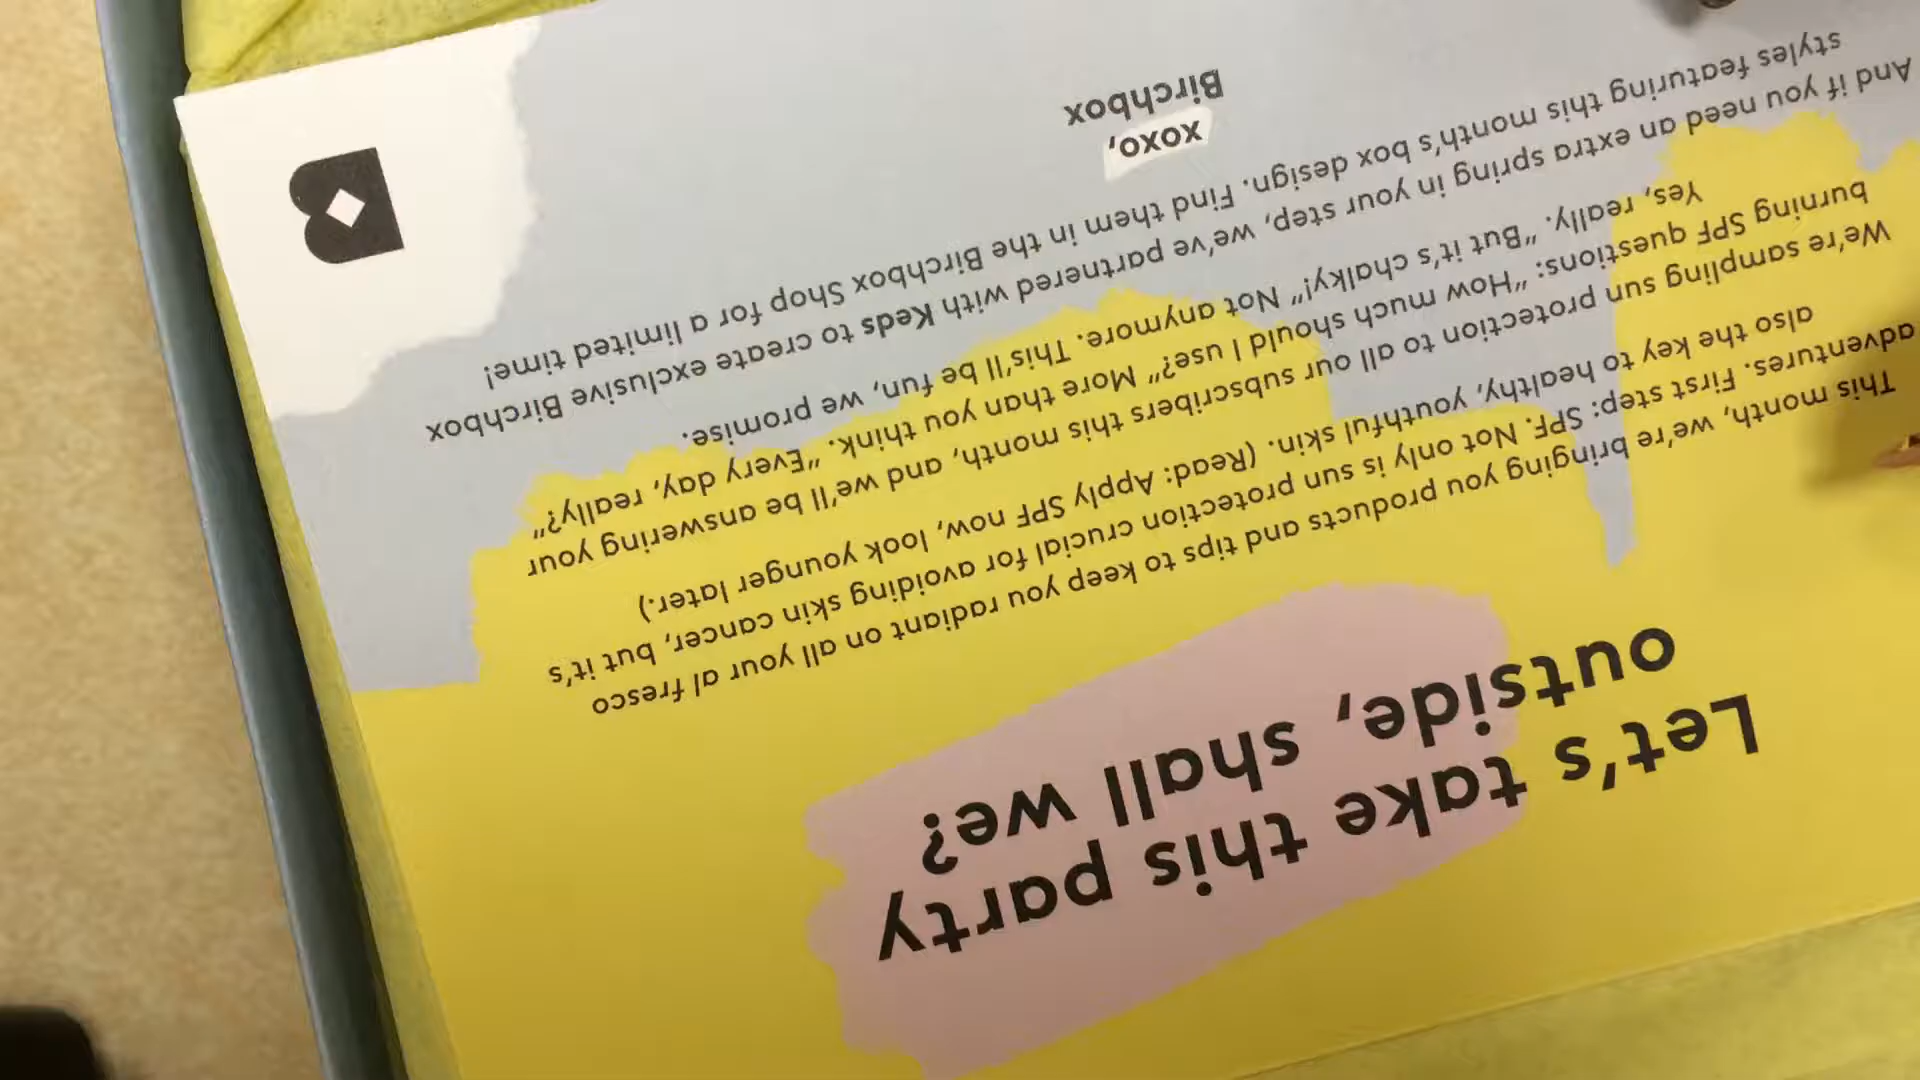 Let's take this party
outside, shall we?
This month, we're bringing you products and tips to keep you radiant on all your al fresco
adventures. First step: SPF. Not only is sun protection crucial for avoiding skin cancer, but it's
also the key to healthy, youthful skin. (Read: Apply SPF now, look younger later.)
We're sampling sun protection to all our subscribers this month, and we'll be answering your
burning SPF questions: "How much should I use?" More than you think. "Every day, really?"
Yes, really. "But it's chalky!" Not anymore. This'll be fun, we promise.
And if you need an extra spring in your step, we've partnered with Keds to create exclusive Birchbox
styles featuring this month's box design. Find them in the Birchbox Shop for a limited time!
xoxo,
Birchbox